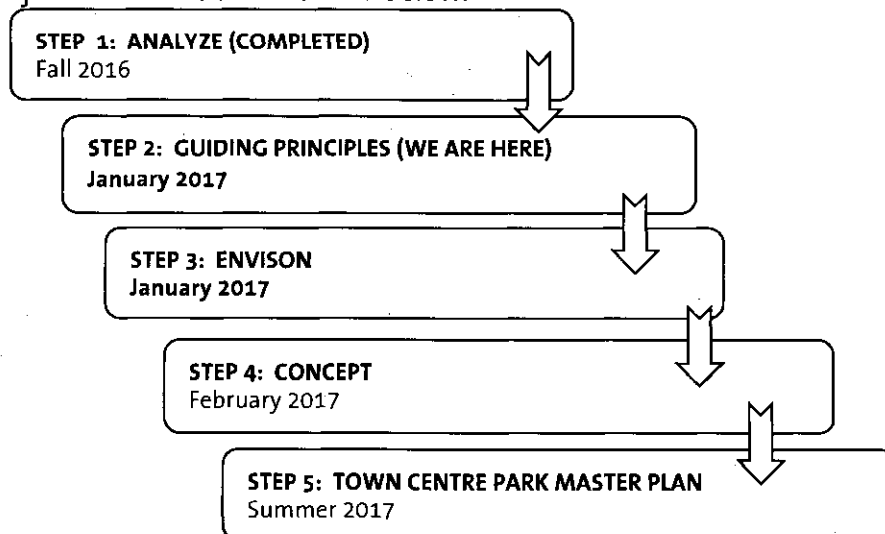 STEP 1: ANALYZE (COMPLETED)
Fall 2016
STEP 2: GUIDING PRINCIPLES (WE ARE HERE)
January 2017
STEP 3: ENVISON
January 2017
STEP 4: CONCEPT
February 2017
STEP 5: TOWN CENTRE PARK MASTER PLAN
Summer 2017